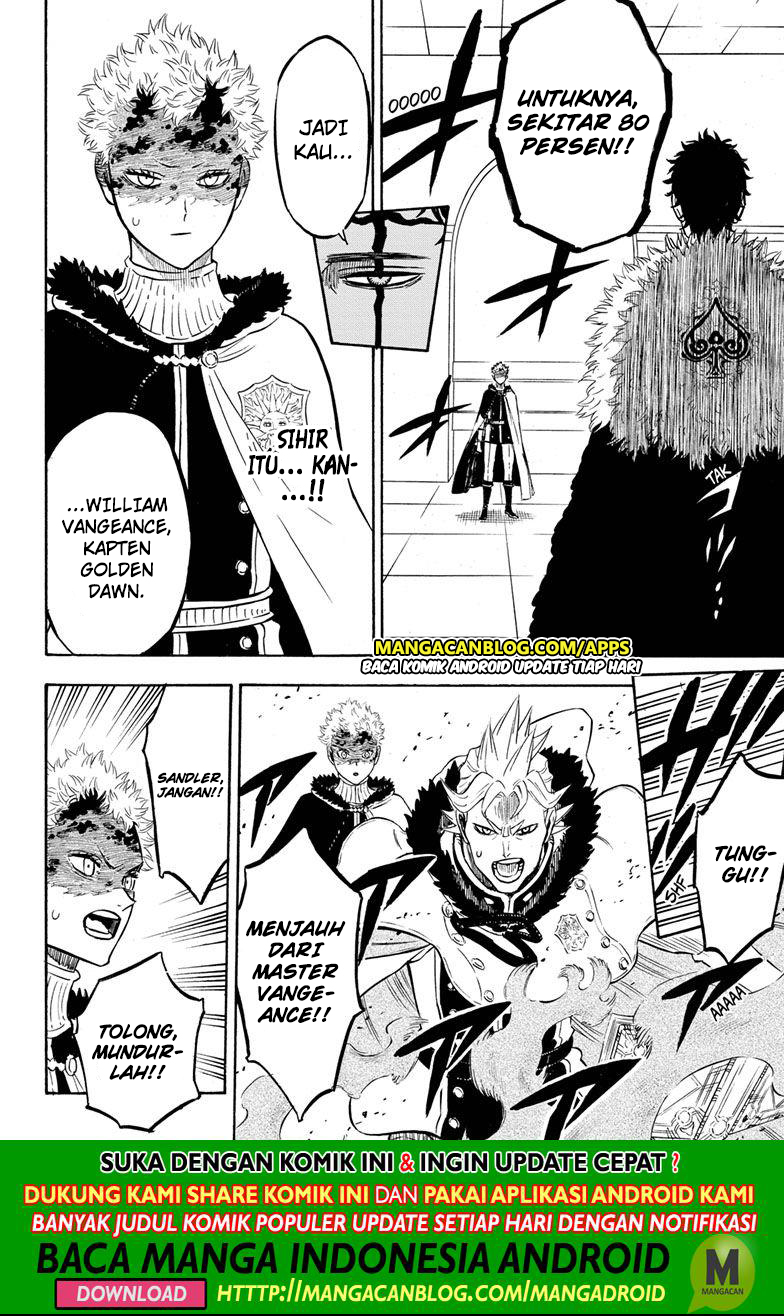 UNTUKNYA,
SEKITAR 80
PERSEN!!
OOOOO
TAK
JADI
KAU...
SIHIR
ITU... KAN-
...!!
...WILLIAM
VANGEANCE,
KAPTEN
GOLDEN
DAWN.
MANGACANBLOG.COM/APPS
BACA KOMIK ANDROID UPDATE TIAP HARI
TUNG-
GU!!
SHF
AAAAA
MENJAUH
DARI
MASTER
VANGE-
ANCE!!
SANDLER,
JANGAN!!
TOLONG,
MUNDUR-
LAH!!
SUKA DENGAN KOMIK INI & INGIN UPDATE CEPAT ?
DUKUNG KAMI SHARE KOMIK INI DAN PAKAI APLIKASI ANDROID KAMI
BANYAK JUDUL KOMIK POPULER UPDATE SETIAP HARI DENGAN NOTIFIKASI
BACA MANGA INDONESIA ANDROID
M
MANGACAN
DOWNLOAD
HTTTP://MANGACANBLOG.COM/MANGADROID